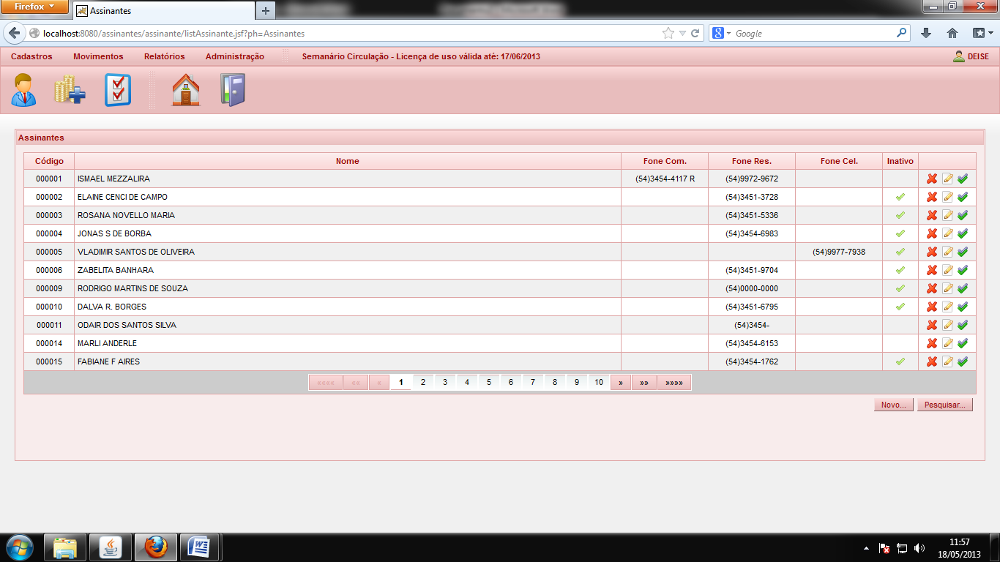 Firefox
Assinantes
localhost:8080/assinantes/assinante/listAssinante.jsf?ph=Assinantes
Google
Cadastros Movimentos Relatórios Administração Semanário Circulação - Licença de uso válida até: 17/06/2013 DEISE
Assinantes
Código Nome Fone Com. Fone Res. Fone Cel. Inativo
000001 ISMAEL MEZZALIRA (54)3454-4117 R (54)9972-9672
000002 ELAINE CENCI DE CAMPO (54)3451-3728
000003 ROSANA NOVELLO MARIA (54)3451-5336
000004 JONAS S DE BORBA (54)3454-6983
000005 VLADIMIR SANTOS DE OLIVEIRA (54)9977-7938
000006 ZABELITA BANHARA (54)3451-9704
000009 RODRIGO MARTINS DE SOUZA (54)0000-0000
000010 DALVA R. BORGES (54)3451-6795
000011 ODAIR DOS SANTOS SILVA (54)3454-
000014 MARLI ANDERLE (54)3454-6153
000015 FABIANE F AIRES (54)3454-1762
«««« «« « 1 2 3 4 5 6 7 8 9 10 » »» »»»»
Novo... Pesquisar...
11:57
18/05/2013